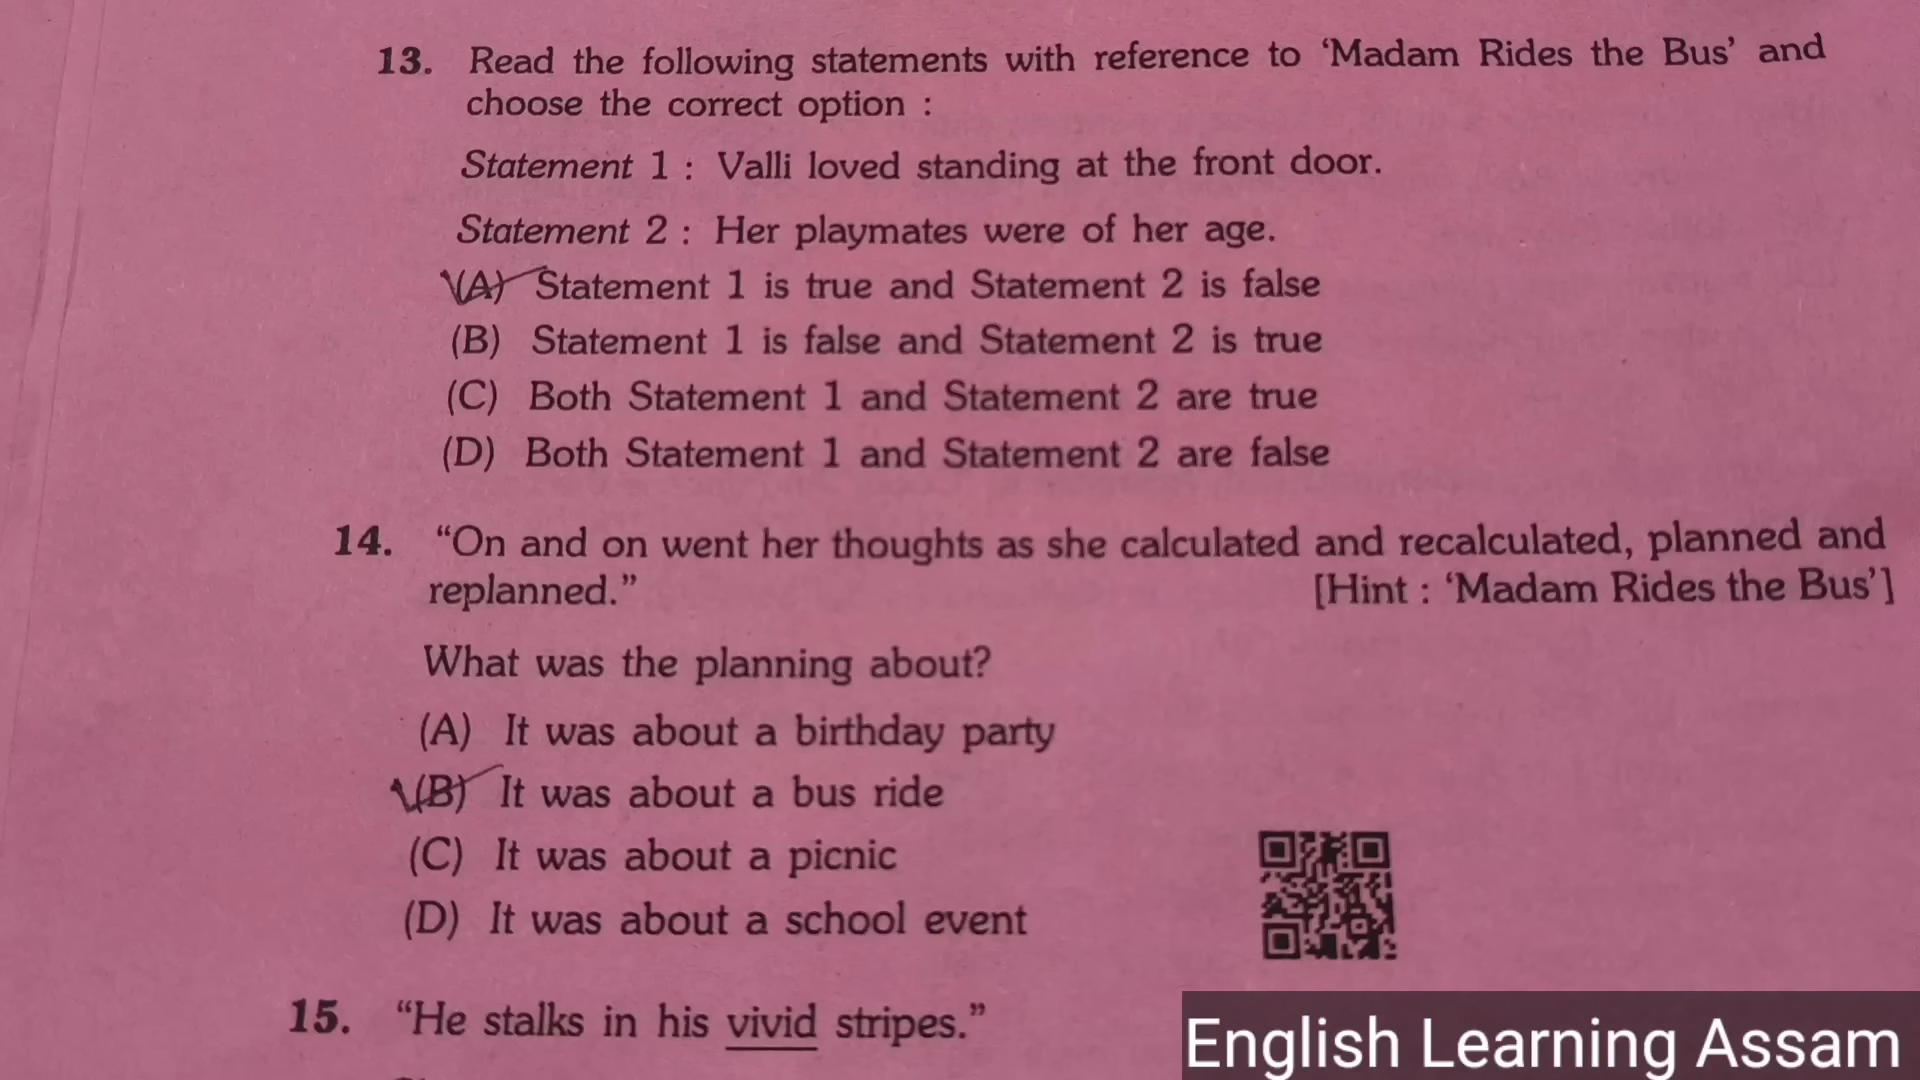 13. Read the following statements with reference to ‘Madam Rides the Bus’ and
choose the correct option :
Statement 1 : Valli loved standing at the front door.
Statement 2 : Her playmates were of her age.
(A) Statement 1 is true and Statement 2 is false
(B) Statement 1 is false and Statement 2 is true
(C) Both Statement 1 and Statement 2 are true
(D) Both Statement 1 and Statement 2 are false
14. “On and on went her thoughts as she calculated and recalculated, planned and
replanned.” [Hint : ‘Madam Rides the Bus’]
What was the planning about?
(A) It was about a birthday party
(B) It was about a bus ride
(C) It was about a picnic
(D) It was about a school event
15. “He stalks in his vivid stripes.”
English Learning Assam